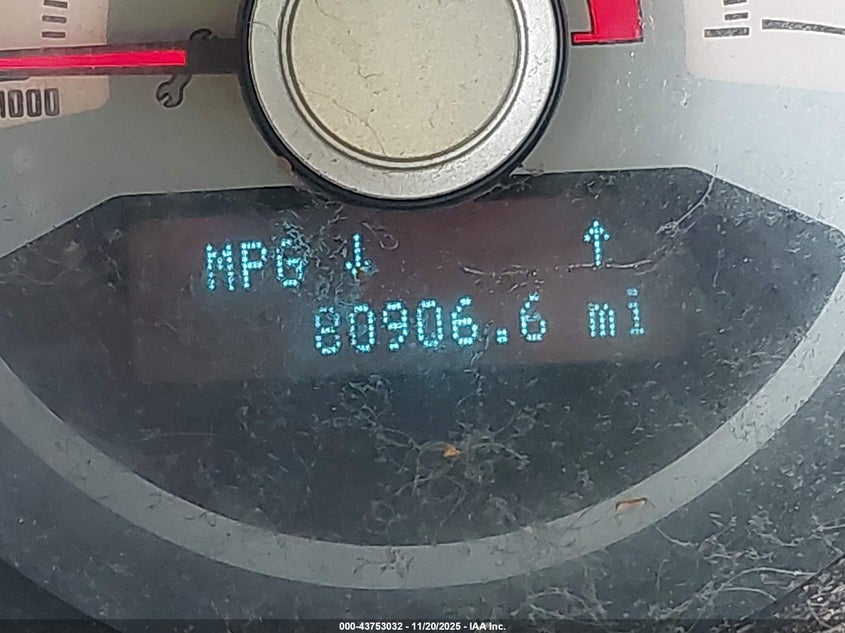 1000
MPG ↓ ↑
80906.6 mi
000-43753032 - 11/20/2025 - IAA Inc.